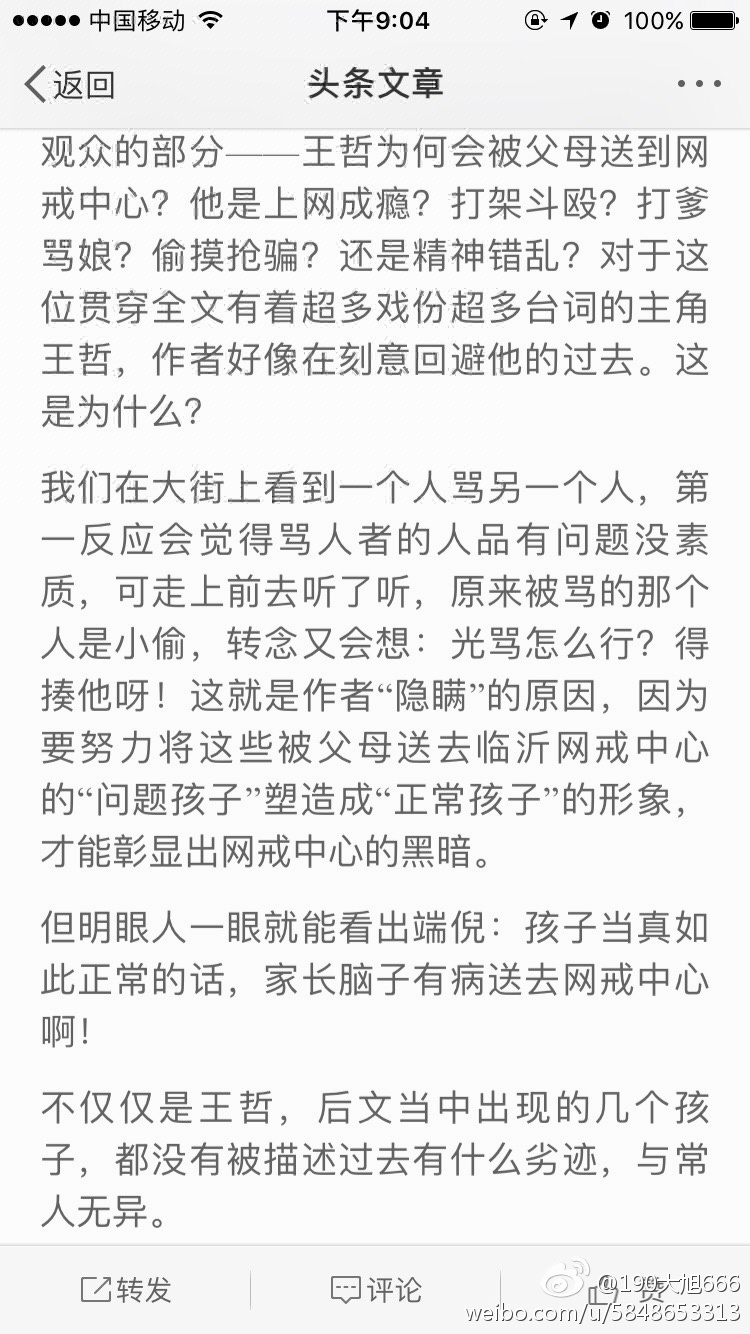 中国移动 下午9:04 100%
返回 头条文章
观众的部分——王哲为何会被父母送到网
戒中心？他是上网成瘾？打架斗殴？打爹
骂娘？偷摸抢骗？还是精神错乱？对于这
位贯穿全文有着超多戏份超多台词的主角
王哲，作者好像在刻意回避他的过去。这
是为什么？
我们在大街上看到一个人骂另一个人，第
一反应会觉得骂人者的人品有问题没素
质，可走上前去听了听，原来被骂的那个
人是小偷，转念又会想：光骂怎么行？得
揍他呀！这就是作者“隐瞒”的原因，因为
要努力将这些被父母送去临沂网戒中心
的“问题孩子”塑造成“正常孩子”的形象，
才能彰显出网戒中心的黑暗。
但明眼人一眼就能看出端倪：孩子当真如
此正常的话，家长脑子有病送去网戒中心
啊！
不仅仅是王哲，后文当中出现的几个孩
子，都没有被描述过去有什么劣迹，与常
人无异。
转发 评论 赞
@190大旭666
weibo.com/u/5848653313